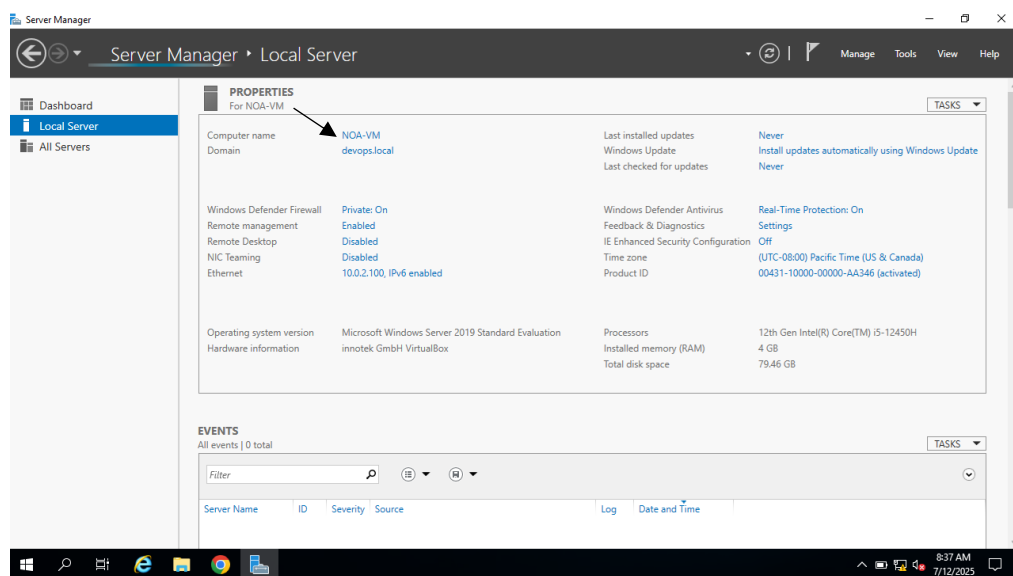 Server Manager
Server Manager • Local Server
Manage Tools View Help
Dashboard
Local Server
All Servers
PROPERTIES
For NOA-VM
TASKS
Computer name NOA-VM
Domain devops.local
Last installed updates Never
Windows Update Install updates automatically using Windows Update
Last checked for updates Never
Windows Defender Firewall Private: On
Remote management Enabled
Remote Desktop Disabled
NIC Teaming Disabled
Ethernet 10.0.2.100, IPv6 enabled
Windows Defender Antivirus Real-Time Protection: On
Feedback & Diagnostics Settings
IE Enhanced Security Configuration Off
Time zone (UTC-08:00) Pacific Time (US & Canada)
Product ID 00431-10000-00000-AA346 (activated)
Operating system version Microsoft Windows Server 2019 Standard Evaluation
Hardware information innotek GmbH VirtualBox
Processors 12th Gen Intel(R) Core(TM) i5-12450H
Installed memory (RAM) 4 GB
Total disk space 79.46 GB
EVENTS
All events | 0 total
TASKS
Filter
Server Name ID Severity Source Log Date and Time
8:37 AM
7/12/2025